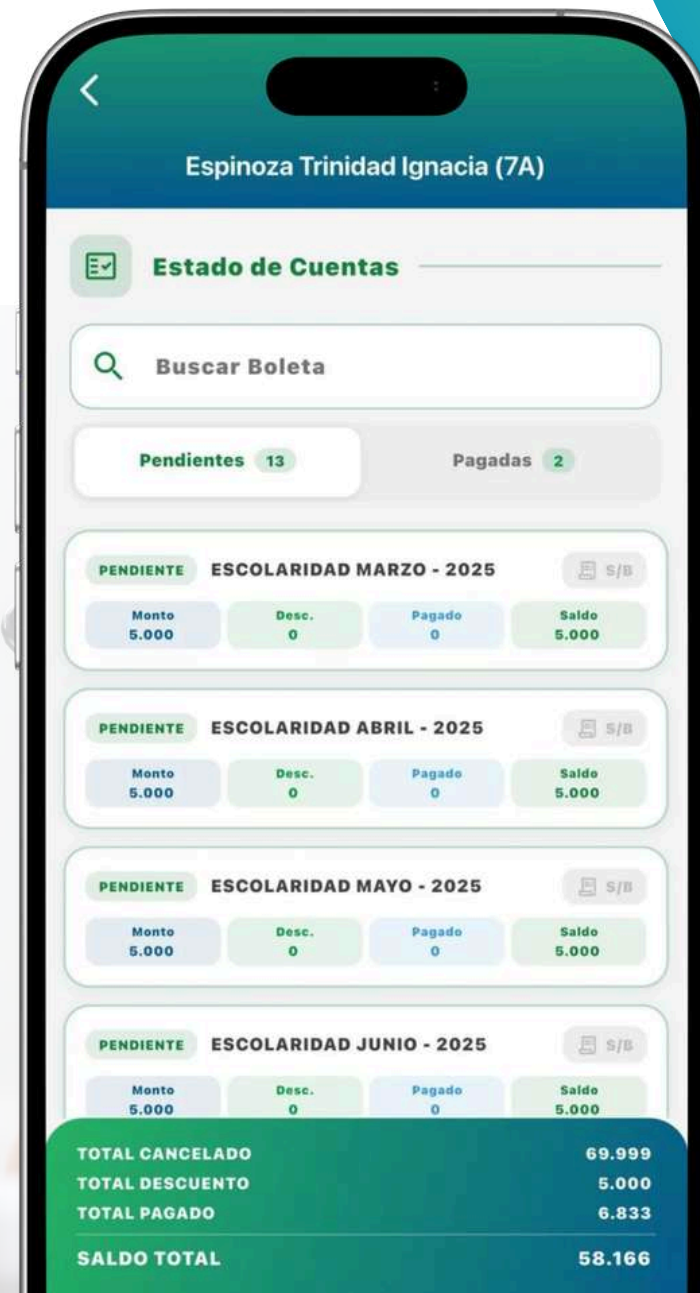 Espinoza Trinidad Ignacia (7A)
Estado de Cuentas
Buscar Boleta
Pendientes 13 Pagadas 2
PENDIENTE ESCOLARIDAD MARZO - 2025 S/B
Monto Desc. Pagado Saldo
5.000 0 0 5.000
PENDIENTE ESCOLARIDAD ABRIL - 2025 S/B
Monto Desc. Pagado Saldo
5.000 0 0 5.000
PENDIENTE ESCOLARIDAD MAYO - 2025 S/B
Monto Desc. Pagado Saldo
5.000 0 0 5.000
PENDIENTE ESCOLARIDAD JUNIO - 2025 S/B
Monto Desc. Pagado Saldo
5.000 0 0 5.000
TOTAL CANCELADO 69.999
TOTAL DESCUENTO 5.000
TOTAL PAGADO 6.833
SALDO TOTAL 58.166